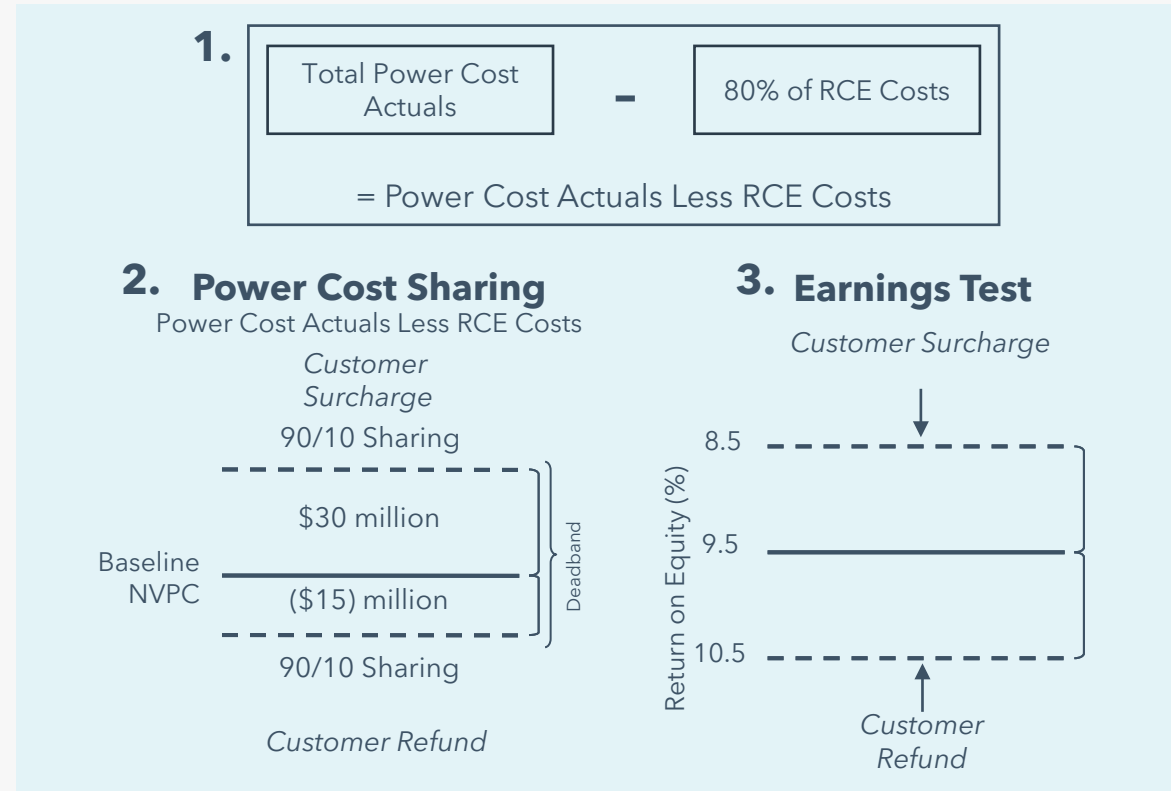 1.
Total Power Cost
Actuals
-
80% of RCE Costs
= Power Cost Actuals Less RCE Costs
2. Power Cost Sharing
Power Cost Actuals Less RCE Costs
Customer
Surcharge
90/10 Sharing
$30 million
Baseline
NVPC
($15) million
Deadband
90/10 Sharing
Customer Refund
3. Earnings Test
Customer Surcharge
8.5
9.5
10.5
Return on Equity (%)
Customer
Refund